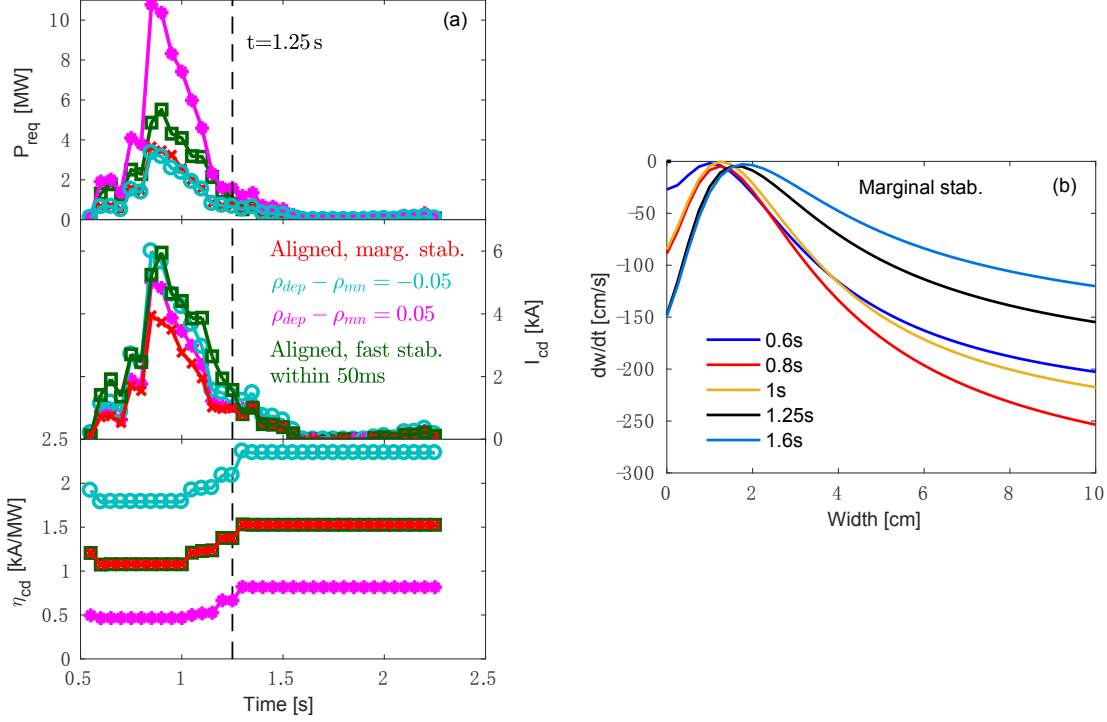 (a)
t=1.25 s
P_req [MW]
10
8
6
4
2
0
Aligned, marg. stab.
ρ_dep − ρ_mn = −0.05
ρ_dep − ρ_mn = 0.05
Aligned, fast stab.
within 50ms
6
4
2
0
I_cd [kA]
2.5
2
1.5
1
0.5
0
η_cd [kA/MW]
0.5 1 1.5 2 2.5
Time [s]
Marginal stab. (b)
0
−50
−100
−150
−200
−250
−300
dw/dt [cm/s]
0.6s
0.8s
1s
1.25s
1.6s
0 2 4 6 8 10
Width [cm]